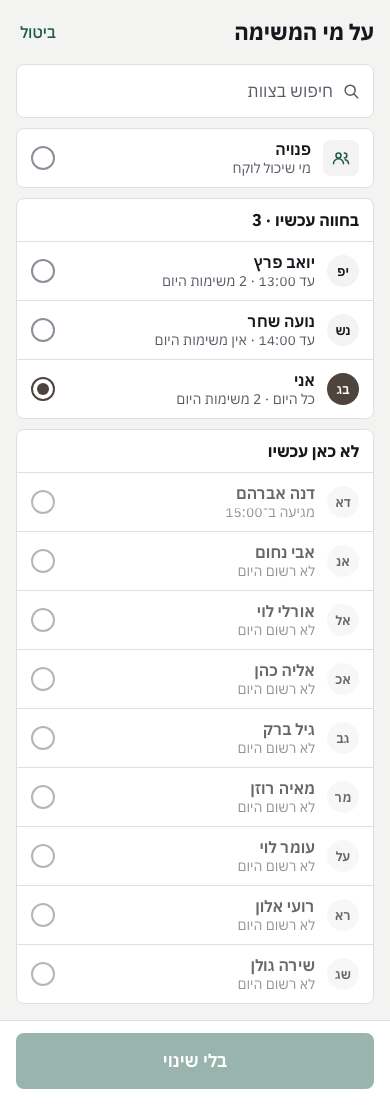 על מי המשימה
ביטול
חיפוש בצוות
פנויה
מי שיכול לוקח
בחווה עכשיו · 3
יפ
יואב פרץ
עד 13:00 · 2 משימות היום
נש
נועה שחר
עד 14:00 · אין משימות היום
בג
אני
כל היום · 2 משימות היום
לא כאן עכשיו
דא
דנה אברהם
מגיעה ב־15:00
אנ
אבי נחום
לא רשום היום
אל
אורלי לוי
לא רשום היום
אכ
אליה כהן
לא רשום היום
גב
גיל ברק
לא רשום היום
מר
מאיה רוזן
לא רשום היום
על
עומר לוי
לא רשום היום
רא
רועי אלון
לא רשום היום
שג
שירה גולן
לא רשום היום
בלי שינוי